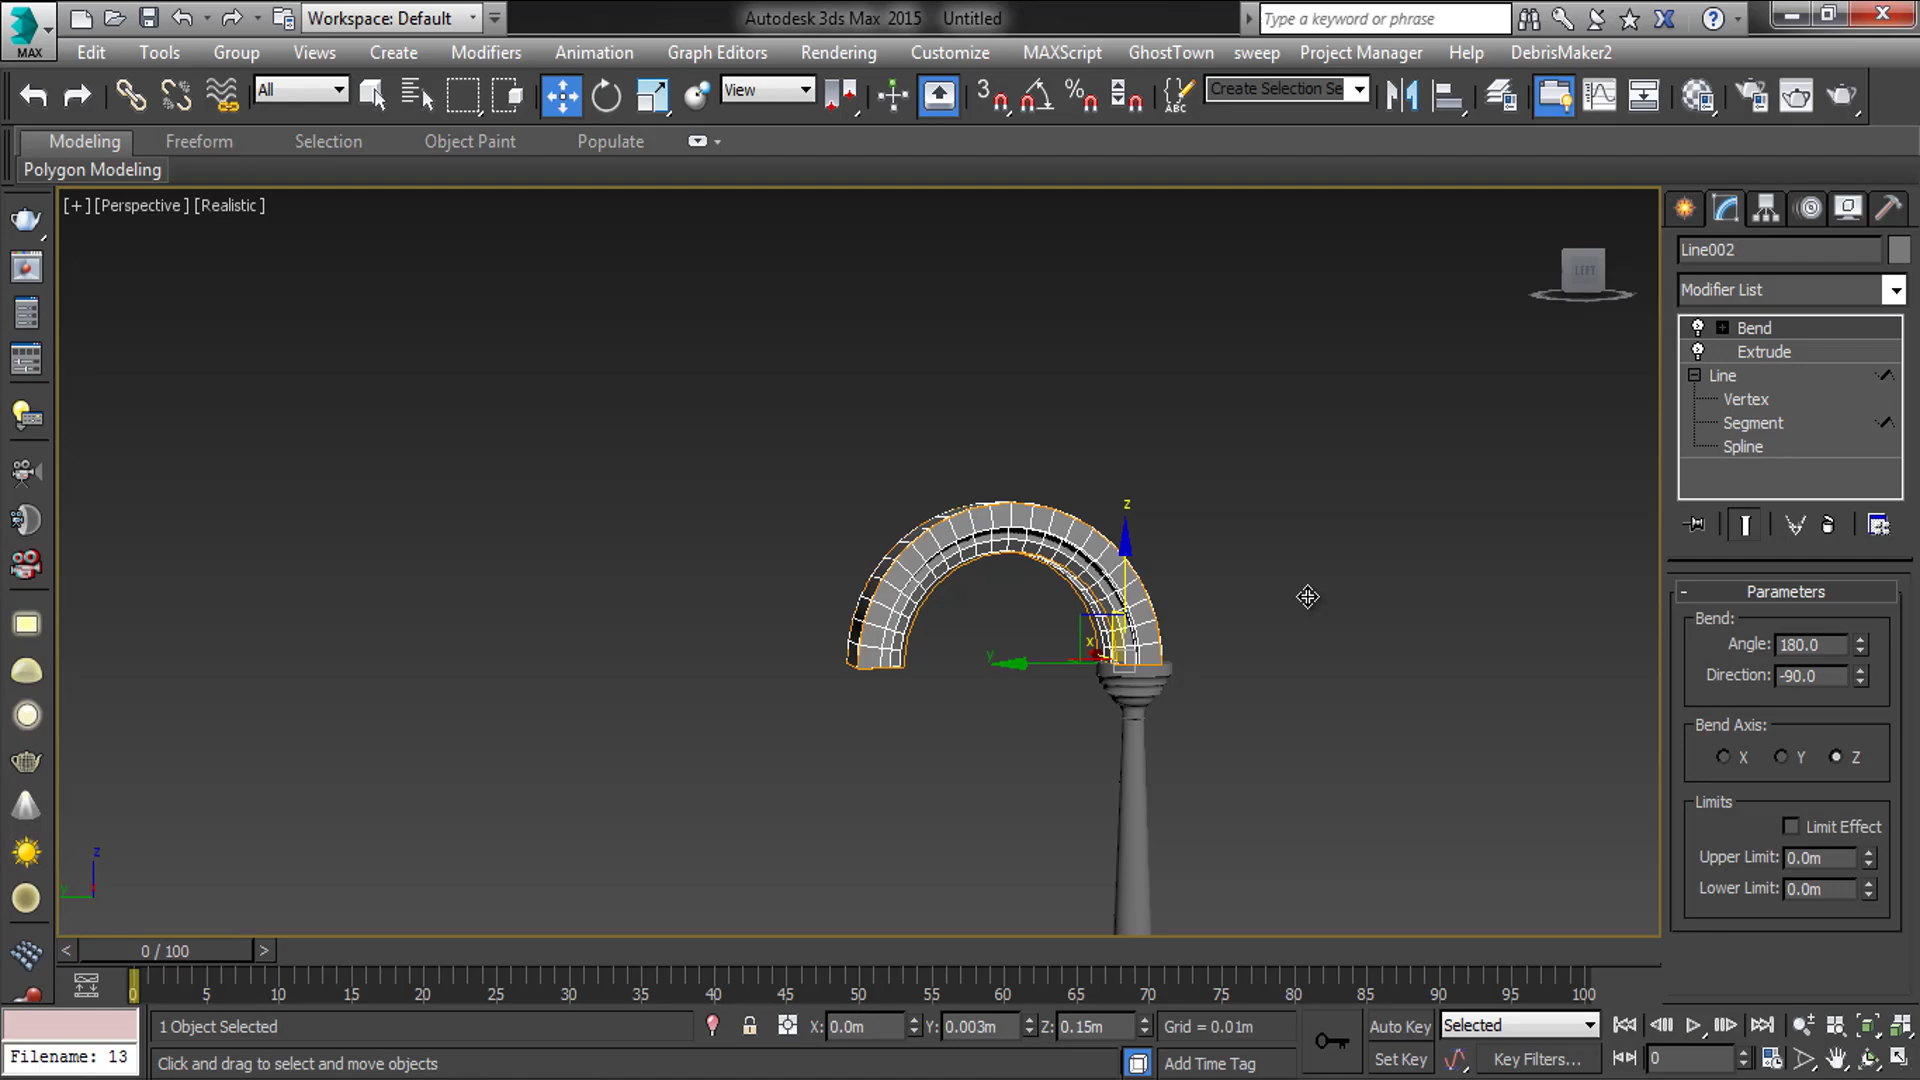 MAX
Workspace: Default
Autodesk 3ds Max 2015 Untitled
Type a keyword or phrase
Edit Tools Group Views Create Modifiers Animation Graph Editors Rendering Customize MAXScript GhostTown sweep Project Manager Help DebrisMaker2
All
View
3
ABC
Create Selection Se
Modeling Freeform Selection Object Paint Populate
Polygon Modeling
[+] [Perspective ] [Realistic ]
LEFT
Line002
Modifier List
Bend
Extrude
Line
Vertex
Segment
Spline
z
x
y
Parameters
Bend:
Angle: 180.0
Direction: -90.0
Bend Axis:
X Y Z
Limits
Limit Effect
Upper Limit: 0.0m
Lower Limit: 0.0m
z
y
< 0 / 100 >
0 5 10 15 20 25 30 35 40 45 50 55 60 65 70 75 80 85 90 95 100
1 Object Selected
X: 0.0m Y: 0.003m Z: 0.15m Grid = 0.01m
Auto Key Selected
Filename: 13
Click and drag to select and move objects
Add Time Tag
Set Key Key Filters... 0